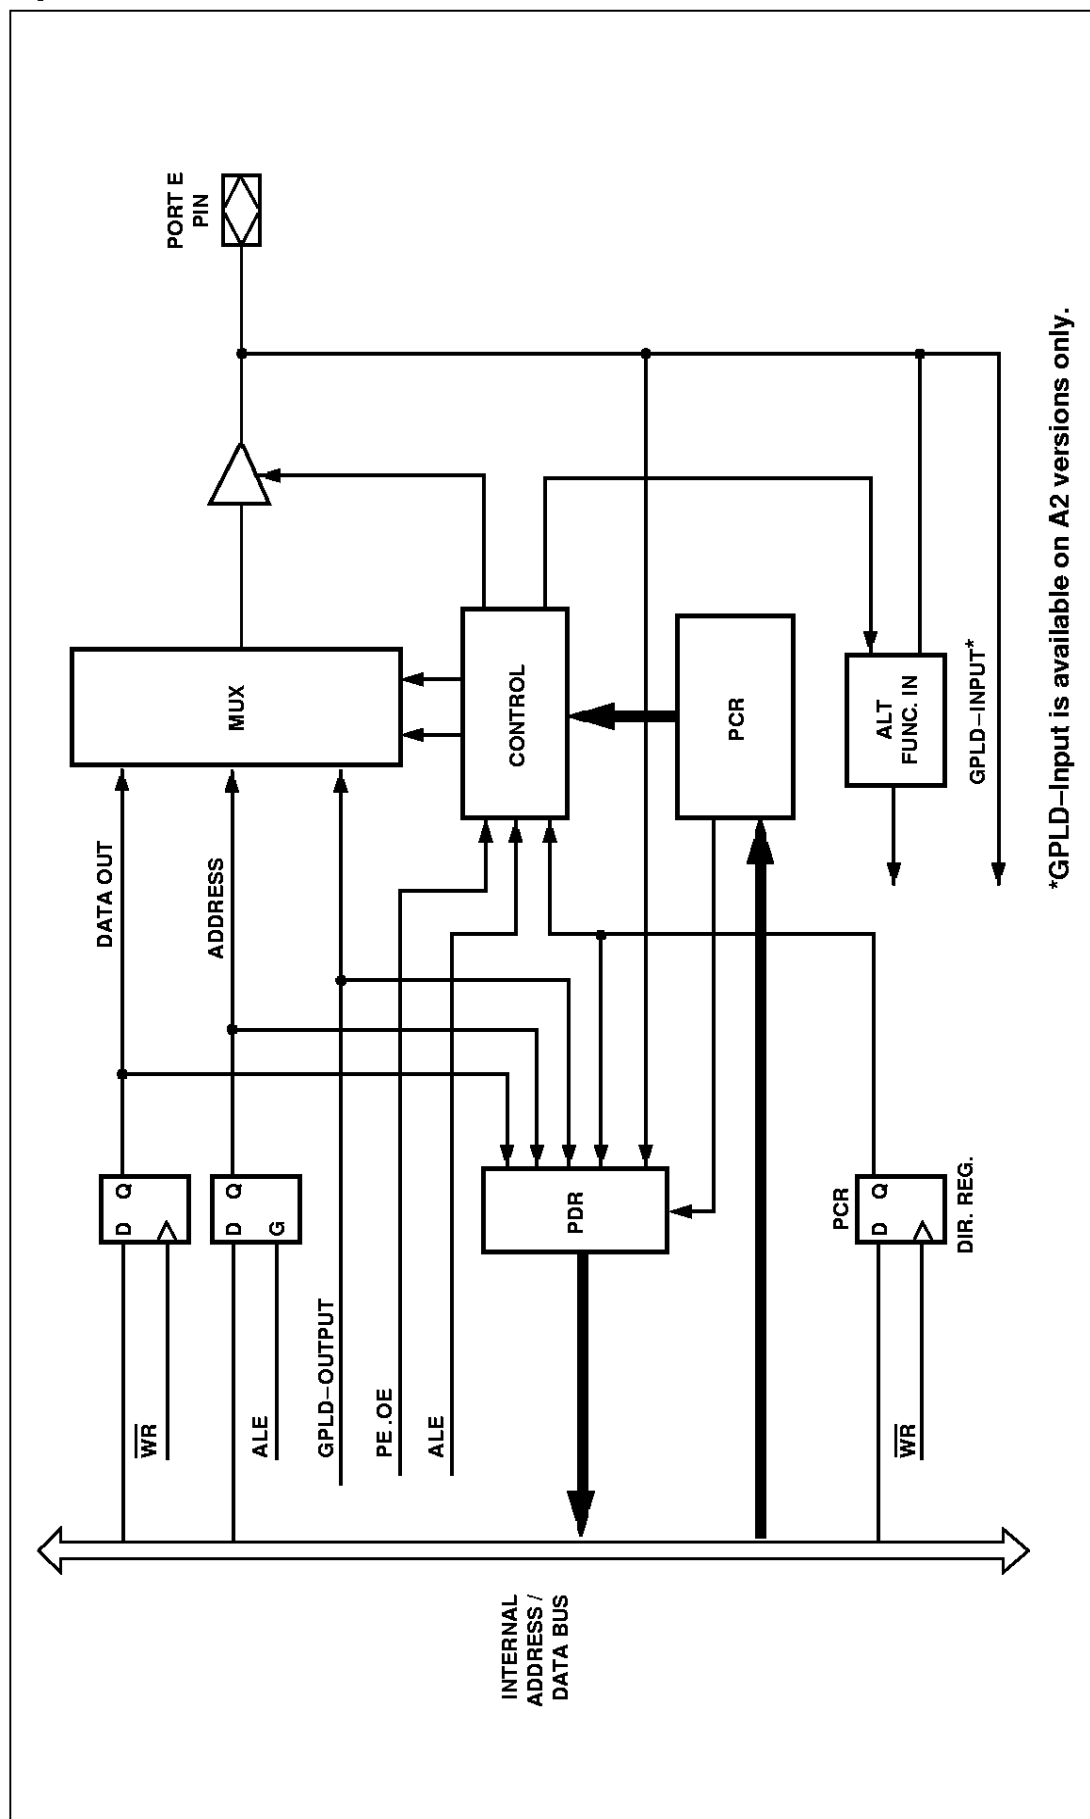 PORT E
PIN
DATA OUT
ADDRESS
MUX
D Q
WR
D Q
G
ALE
GPLD–OUTPUT
PE .OE
ALE
CONTROL
INTERNAL
ADDRESS /
DATA BUS
PDR
PCR
PCR
D Q
WR
DIR. REG.
ALT
FUNC. IN
GPLD–INPUT*
*GPLD–Input is available on A2 versions only.